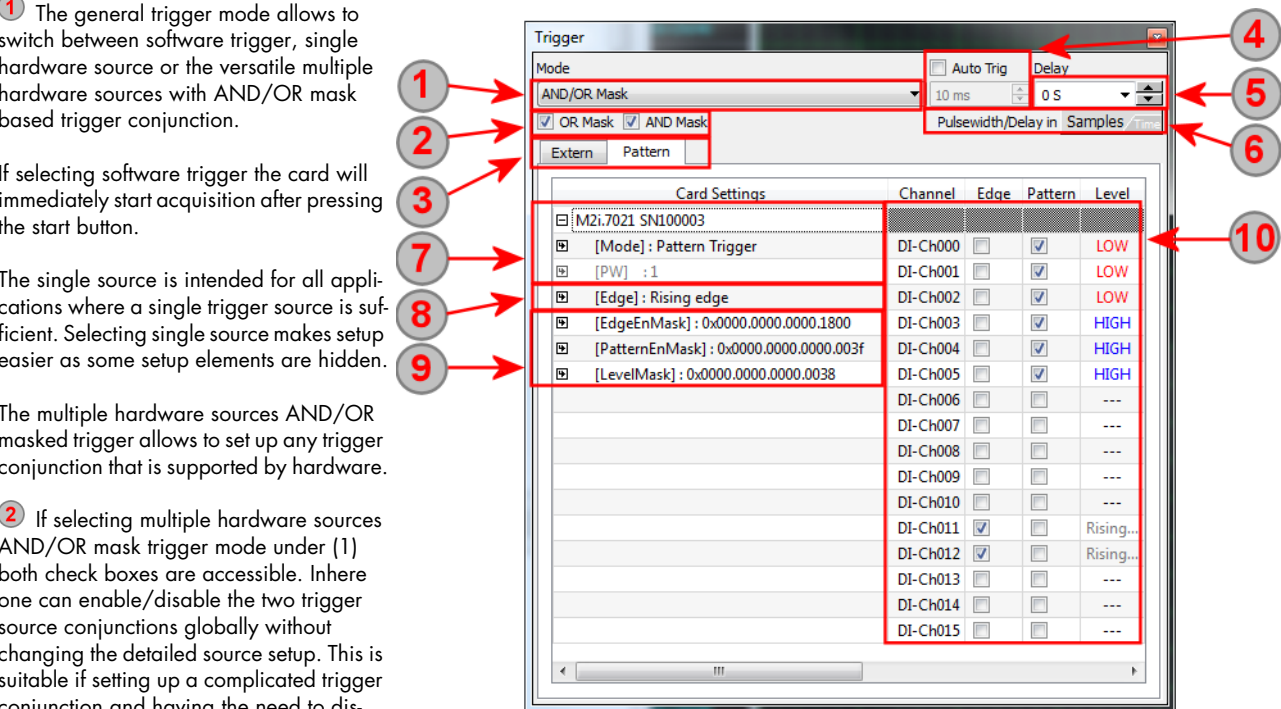 1 The general trigger mode allows to
switch between software trigger, single
hardware source or the versatile multiple
hardware sources with AND/OR mask
based trigger conjunction.
If selecting software trigger the card will
immediately start acquisition after pressing
the start button.
The single source is intended for all appli-
cations where a single trigger source is suf-
ficient. Selecting single source makes setup
easier as some setup elements are hidden.
The multiple hardware sources AND/OR
masked trigger allows to set up any trigger
conjunction that is supported by hardware.
2 If selecting multiple hardware sources
AND/OR mask trigger mode under (1)
both check boxes are accessible. Inhere
one can enable/disable the two trigger
source conjunctions globally without
changing the detailed source setup. This is
suitable if setting up a complicated trigger
conjunction and having the need to dis-
Trigger
Mode
Auto Trig Delay
AND/OR Mask
10 ms
0 S
OR Mask AND Mask
Pulsewidth/Delay in Samples/Time
Extern Pattern
Card Settings Channel Edge Pattern Level
M2i.7021 SN100003
[Mode] : Pattern Trigger DI-Ch000 LOW
[PW] : 1 DI-Ch001 LOW
[Edge] : Rising edge DI-Ch002 LOW
[EdgeEnMask] : 0x0000.0000.0000.1800 DI-Ch003 HIGH
[PatternEnMask] : 0x0000.0000.0000.003f DI-Ch004 HIGH
[LevelMask] : 0x0000.0000.0000.0038 DI-Ch005 HIGH
DI-Ch006 ---
DI-Ch007 ---
DI-Ch008 ---
DI-Ch009 ---
DI-Ch010 ---
DI-Ch011 Rising...
DI-Ch012 Rising...
DI-Ch013 ---
DI-Ch014 ---
DI-Ch015 ---
1
2
3
7
8
9
4
5
6
10